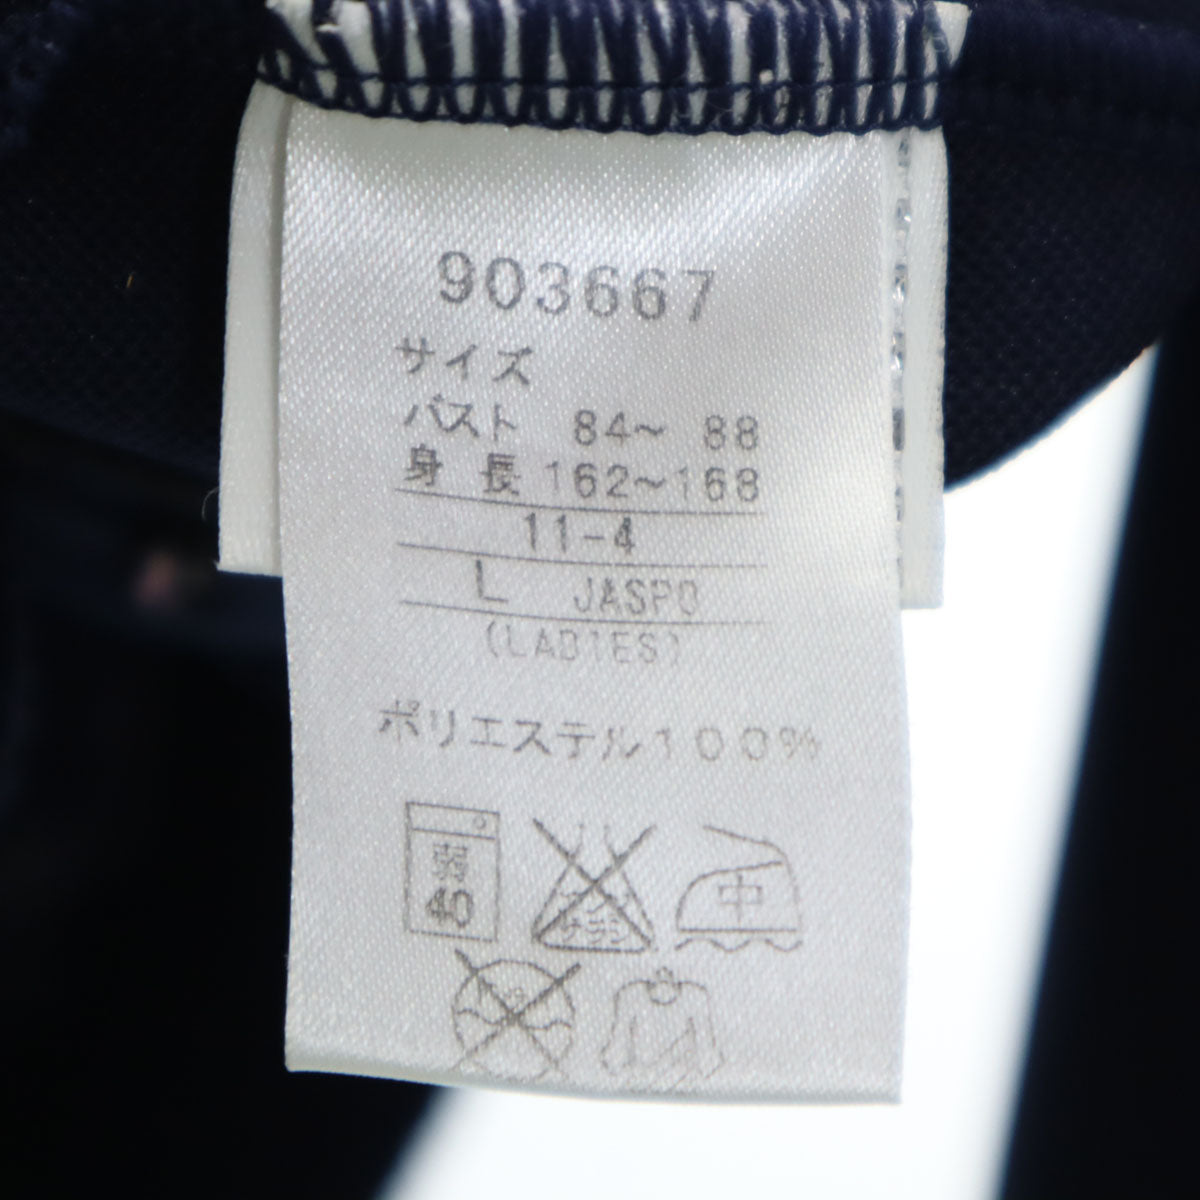 903667
サイズ
バスト 84～ 88
身 長 162～168
11-4
L JASPO
(LADIES)
ポリエステル100%
弱
40
中